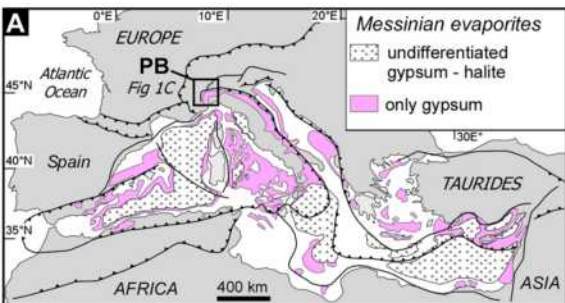 A
0°E
10°E
20°E
Messinian evaporites
EUROPE
undifferentiated
gypsum - halite
PB
Atlantic
Ocean
Fig 1C
45°N
only gypsum
30E°
40°N
Spain
TAURIDES
35°N
AFRICA
400 km
ASIA